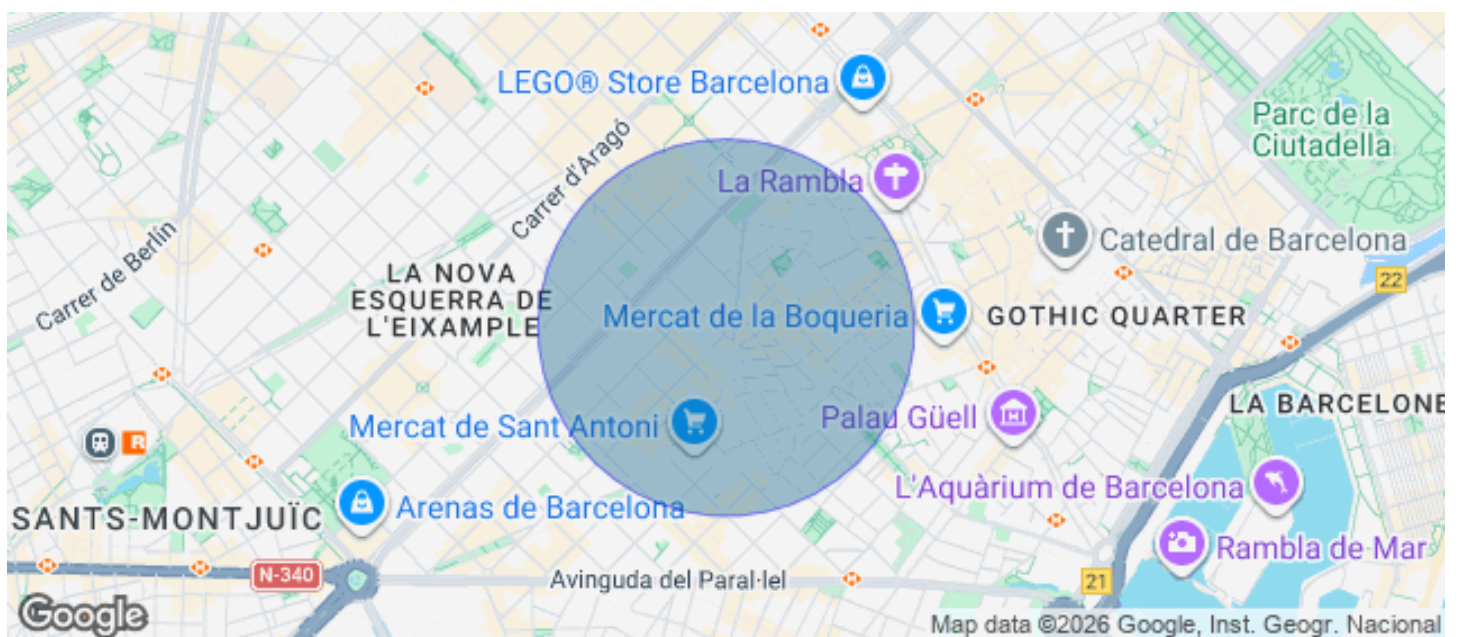 LEGO® Store Barcelona
Parc de la
Ciutadella
Carrer d'Aragó
La Rambla
Catedral de Barcelona
Carrer de Berlín
LA NOVA
ESQUERRA DE
L'EIXAMPLE
22
Mercat de la Boqueria
GOTHIC QUARTER
Mercat de Sant Antoni
Palau Güell
LA BARCELONE
R
L'Aquàrium de Barcelona
SANTS-MONTJUÏC
Arenas de Barcelona
Rambla de Mar
N-340
Avinguda del Paral·lel
21
Google
Map data ©2026 Google, Inst. Geogr. Nacional